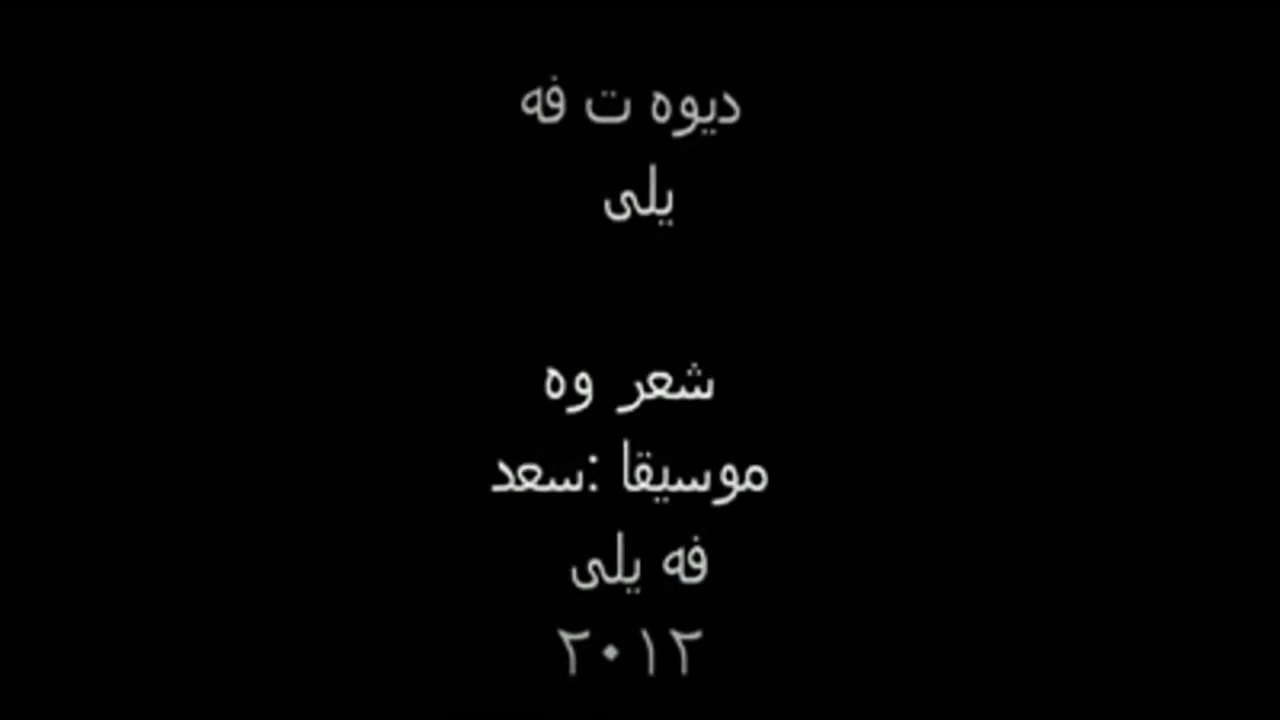 دیوه ت فه
یلی
شعر وه
موسیقا :سعد
فه یلی
٢٠١٢